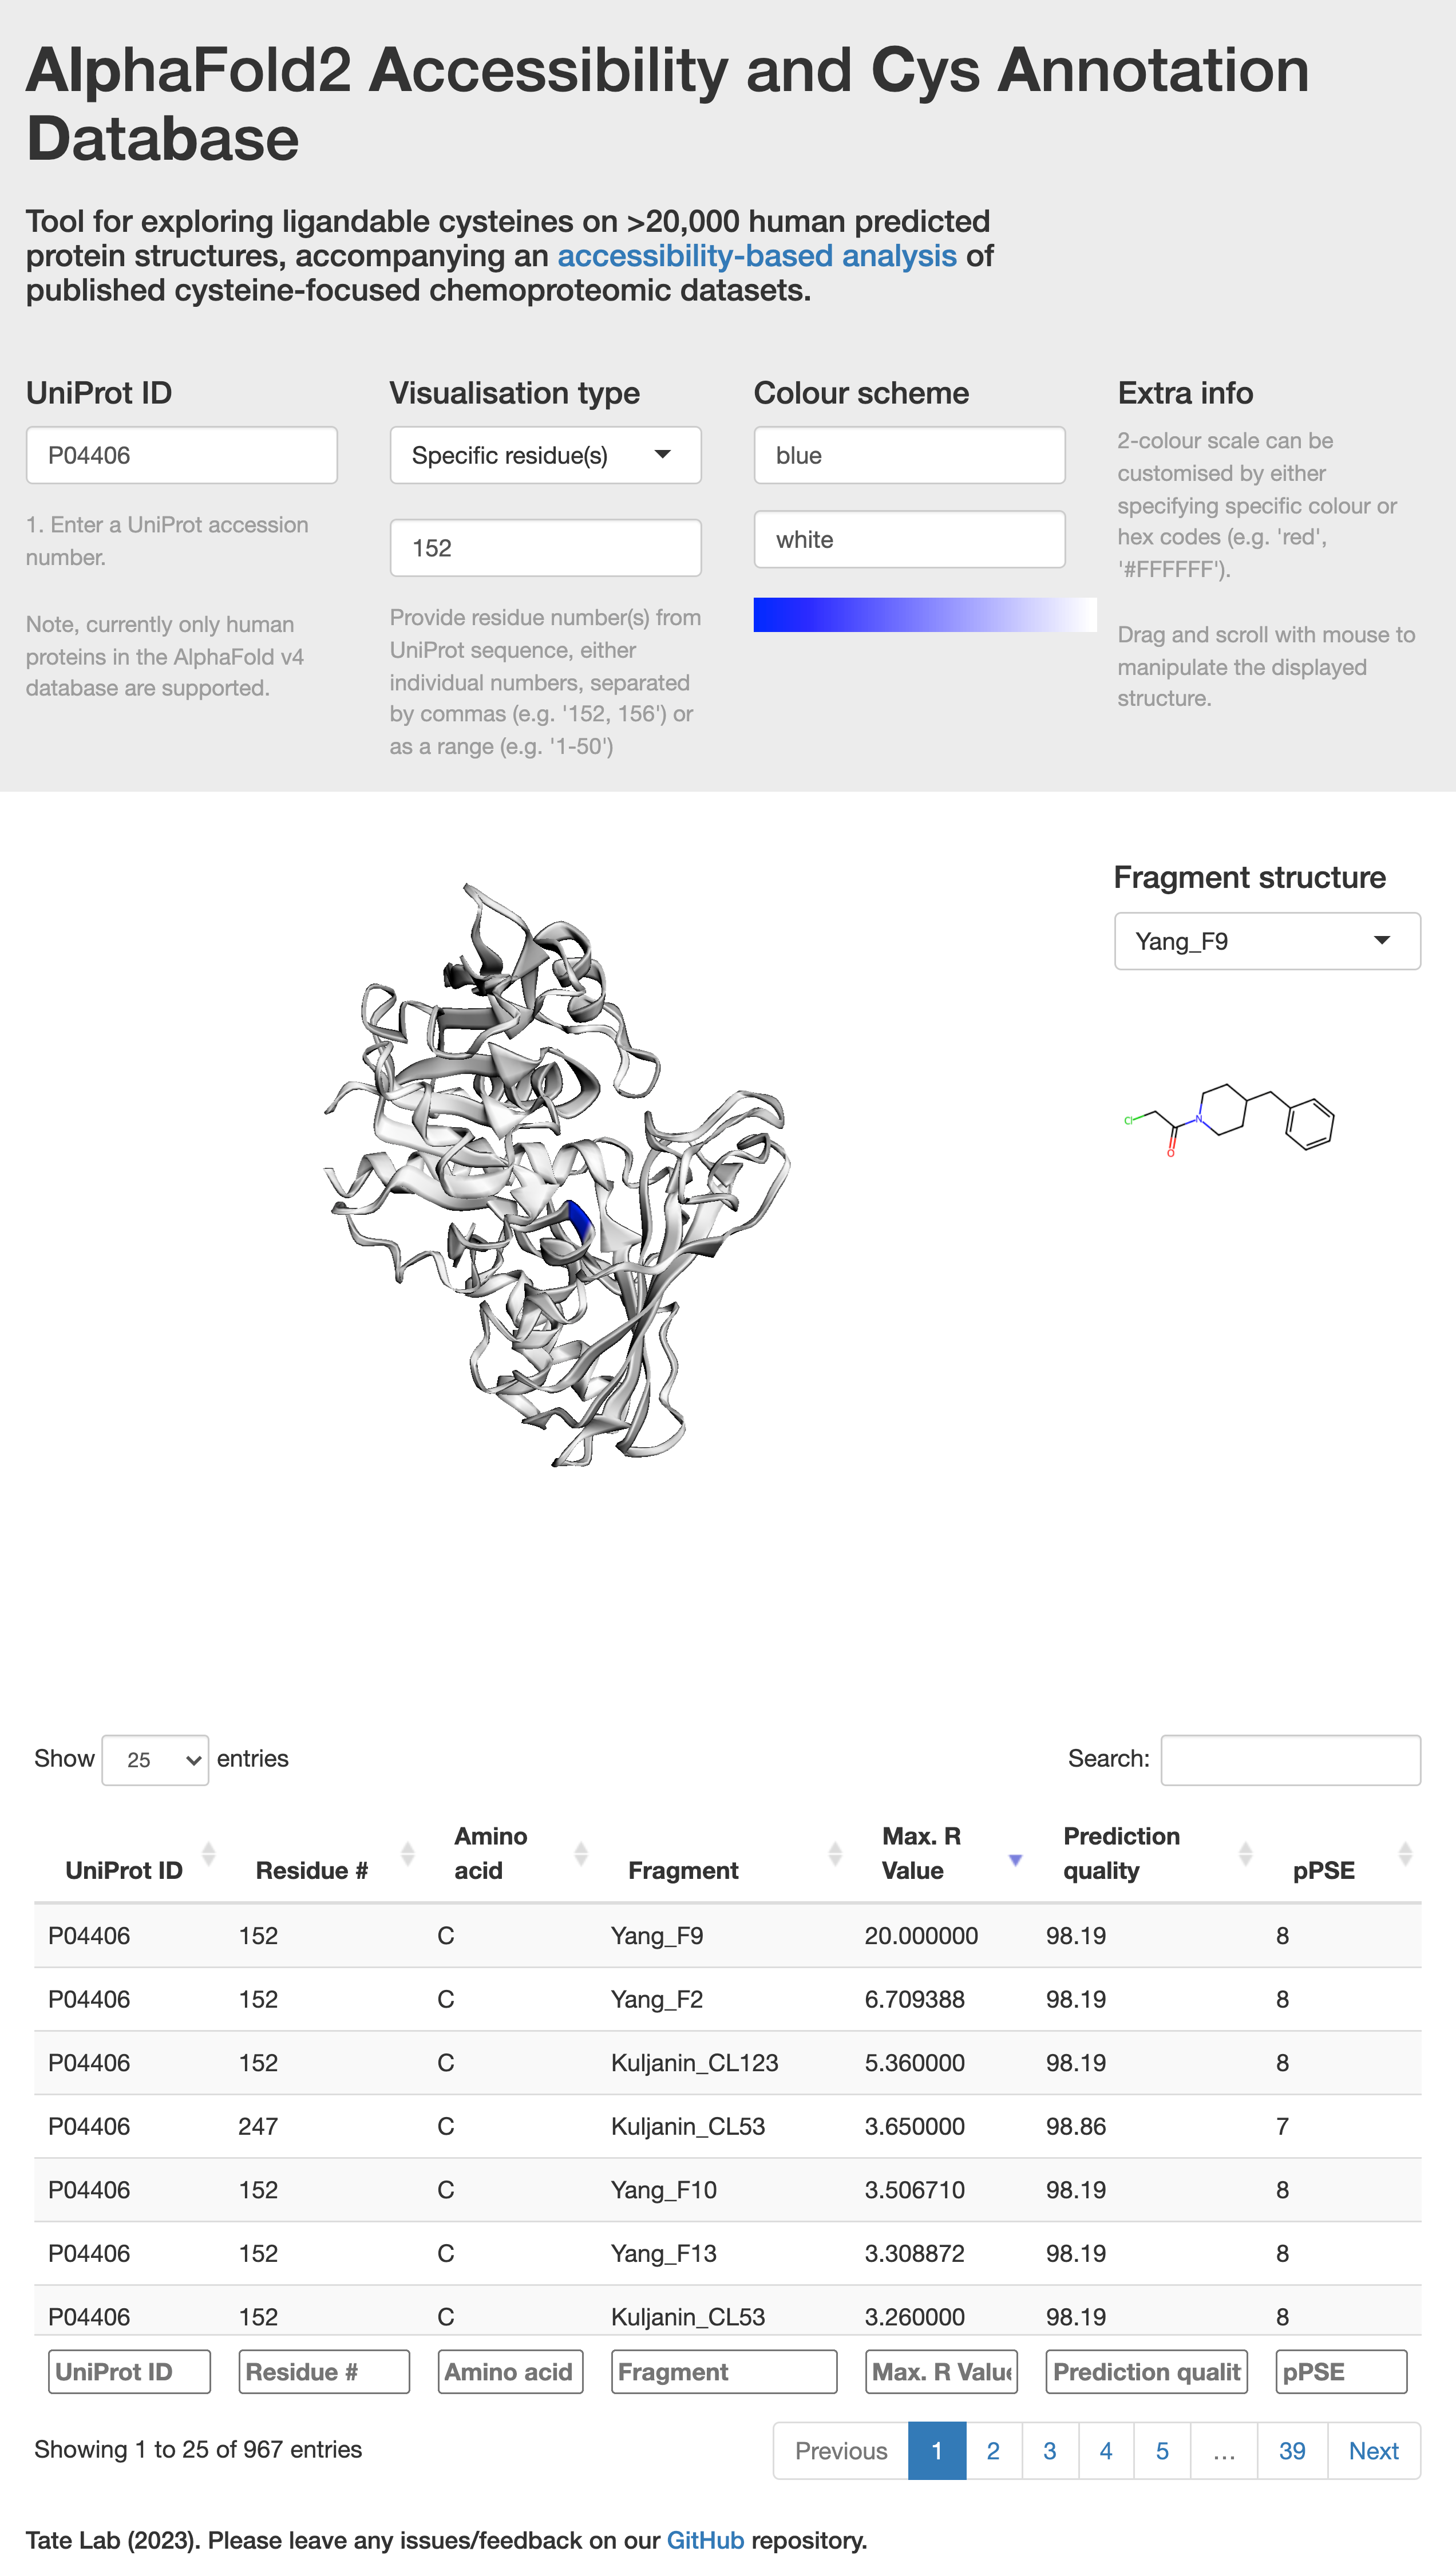 AlphaFold2 Accessibility and Cys Annotation
Database
Tool for exploring ligandable cysteines on >20,000 human predicted
protein structures, accompanying an accessibility-based analysis of
published cysteine-focused chemoproteomic datasets.
UniProt ID
P04406
1. Enter a UniProt accession
number.
Note, currently only human
proteins in the AlphaFold v4
database are supported.
Visualisation type
Specific residue(s)
152
Provide residue number(s) from
UniProt sequence, either
individual numbers, separated
by commas (e.g. '152, 156') or
as a range (e.g. '1-50')
Colour scheme
blue
white
Extra info
2-colour scale can be
customised by either
specifying specific colour or
hex codes (e.g. 'red',
'#FFFFFF').
Drag and scroll with mouse to
manipulate the displayed
structure.
Fragment structure
Yang_F9
Cl
N
O
Show 25 entries
Search:
UniProt ID Residue # Amino acid Fragment Max. R Value Prediction quality pPSE
P04406 152 C Yang_F9 20.000000 98.19 8
P04406 152 C Yang_F2 6.709388 98.19 8
P04406 152 C Kuljanin_CL123 5.360000 98.19 8
P04406 247 C Kuljanin_CL53 3.650000 98.86 7
P04406 152 C Yang_F10 3.506710 98.19 8
P04406 152 C Yang_F13 3.308872 98.19 8
P04406 152 C Kuljanin_CL53 3.260000 98.19 8
UniProt ID Residue # Amino acid Fragment Max. R Value Prediction qualit pPSE
Showing 1 to 25 of 967 entries
Previous 1 2 3 4 5 … 39 Next
Tate Lab (2023). Please leave any issues/feedback on our GitHub repository.